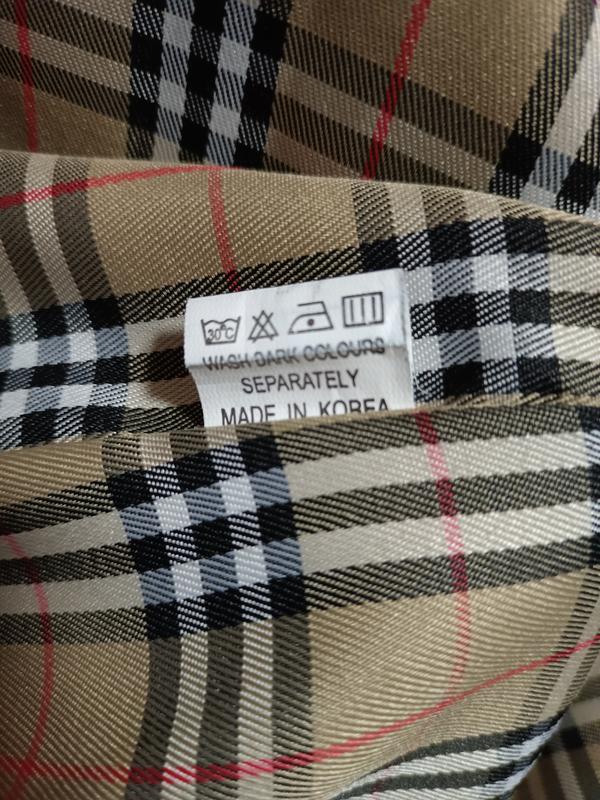 30°C
WASH DARK COLOURS
SEPARATELY
MADE IN KOREA